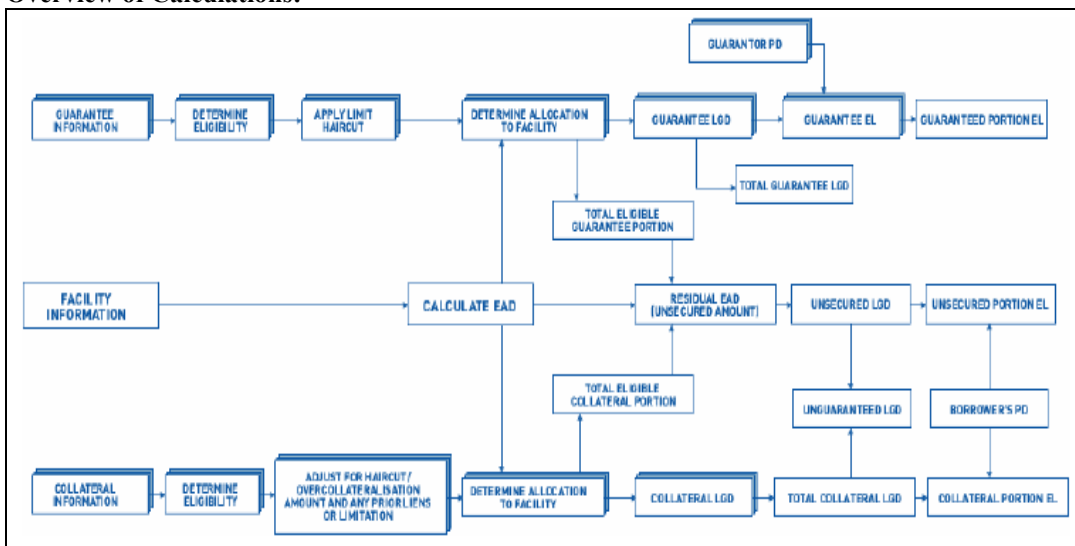 Overview of Calculations:
GUARANTOR PD
GUARANTEE
INFORMATION
DETERMINE
ELIGIBILITY
APPLY LIMIT
HAIRCUT
DETERMINE ALLOCATION
TO FACILITY
GUARANTEE LGD
GUARANTEE EL
GUARANTEED PORTION EL
TOTAL GUARANTEE LGD
TOTAL ELIGIBLE
GUARANTEE PORTION
FACILITY
INFORMATION
CALCULATE EAD
RESIDUAL EAD
(UNSECURED AMOUNT)
UNSECURED LGD
UNSECURED PORTION EL
TOTAL ELIGIBLE
COLLATERAL PORTION
UNGUARANTEED LGD
BORROWER'S PD
COLLATERAL
INFORMATION
DETERMINE
ELIGIBILITY
ADJUST FOR HAIRCUT/
OVERCOLLATERALISATION
AMOUNT AND ANY PRIOR LIENS
OR LIMITATION
DETERMINE ALLOCATION
TO FACILITY
COLLATERAL LGD
TOTAL COLLATERAL LGD
COLLATERAL PORTION EL